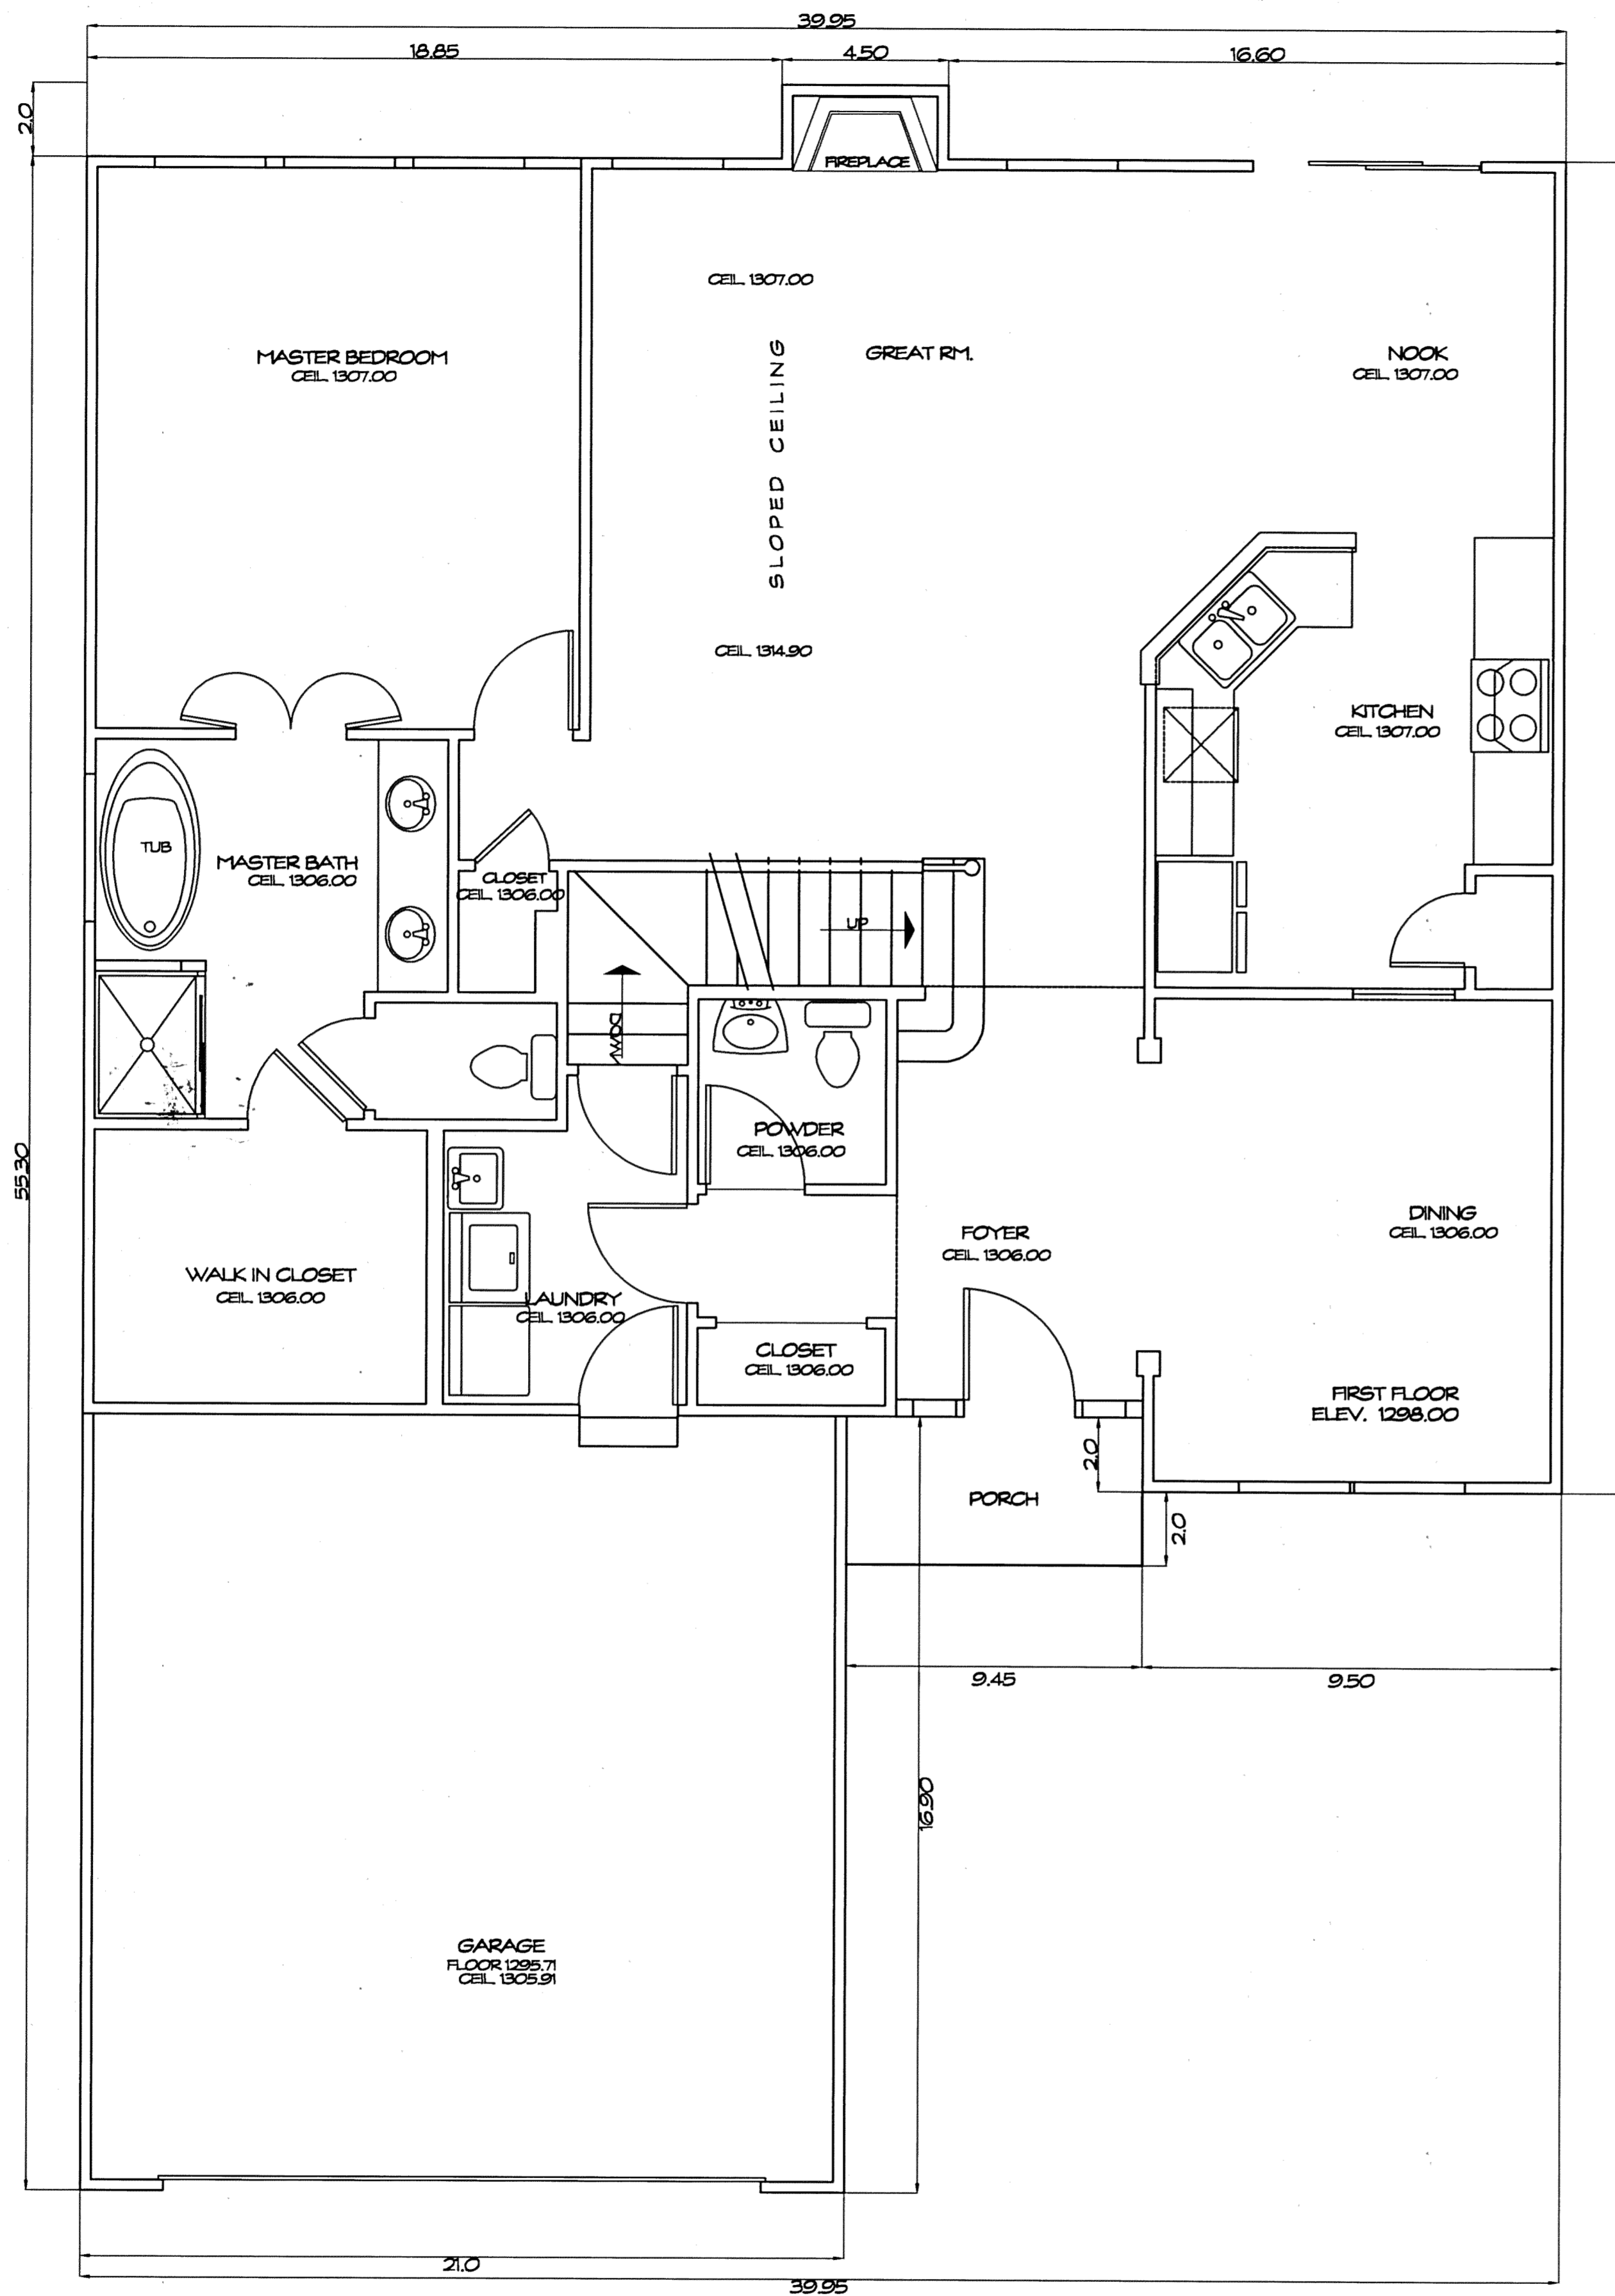 39.95
18.85
4.50
16.60
2.0
FIREPLACE
CEIL. 1307.00
MASTER BEDROOM
CEIL. 1307.00
SLOPED CEILING
GREAT RM.
NOOK
CEIL. 1307.00
CEIL. 1314.90
KITCHEN
CEIL. 1307.00
TUB
MASTER BATH
CEIL. 1306.00
CLOSET
CEIL. 1306.00
UP
DOWN
POWDER
CEIL. 1306.00
55.30
DINING
CEIL. 1306.00
FOYER
CEIL. 1306.00
WALK IN CLOSET
CEIL. 1306.00
LAUNDRY
CEIL. 1306.00
CLOSET
CEIL. 1306.00
FIRST FLOOR
ELEV. 1298.00
2.0
PORCH
2.0
9.45
9.50
16.90
GARAGE
FLOOR 1295.71
CEIL. 1305.91
21.0
39.95